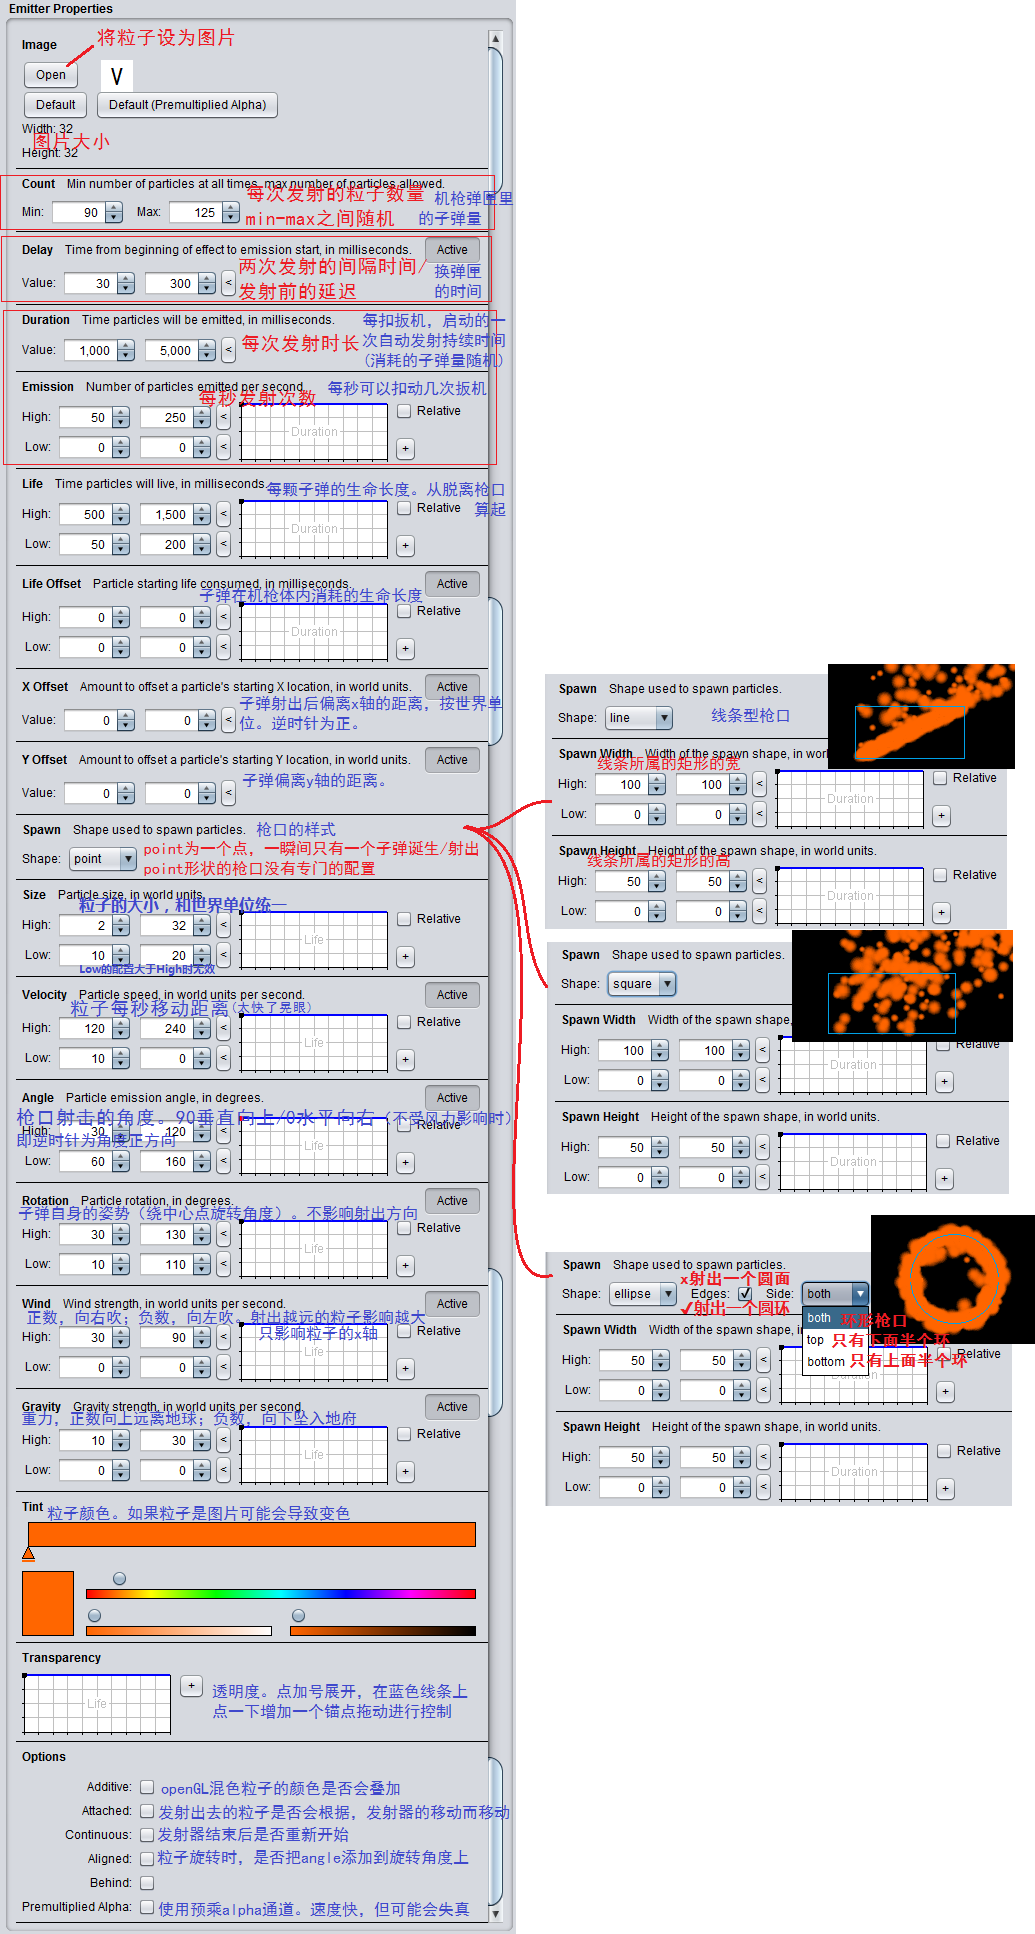 Emitter Properties
Image
将粒子设为图片
Open
V
Default
Default (Premultiplied Alpha)
Width: 32
图片大小
Height: 32
Count Min number of particles at all times, max number of particles allowed.
每次发射的粒子数量
机枪弹匣里
Min: 90 Max: 125
min-max之间随机
的子弹量
Delay Time from beginning of effect to emission start, in milliseconds. Active
两次发射的间隔时间/
换弹匣
Value: 30 300 <
发射前的延迟
的时间
Duration Time particles will be emitted, in milliseconds.
每扣扳机，启动的一
次自动发射持续时间
(消耗的子弹量随机)
Value: 1,000 5,000 <
每次发射时长
Emission Number of particles emitted per second.
每秒可以扣动几次扳机
每秒发射次数
High: 50 250 < Relative
Duration
Low: 0 0 < +
Life Time particles will live, in milliseconds.
每颗子弹的生命长度。从脱离枪口
算起
High: 500 1,500 < Relative
Duration
Low: 50 200 < +
Life Offset Particle starting life consumed, in milliseconds. Active
子弹在机枪体内消耗的生命长度
High: 0 0 < Relative
Duration
Low: 0 0 < +
X Offset Amount to offset a particle's starting X location, in world units. Active
子弹射出后偏离x轴的距离，按世界单
位。逆时针为正。
Value: 0 0 <
Y Offset Amount to offset a particle's starting Y location, in world units. Active
子弹偏离y轴的距离。
Value: 0 0 <
Spawn Shape used to spawn particles.
枪口的样式
Shape: point
point为一个点，一瞬间只有一个子弹诞生/射出
point形状的枪口没有专门的配置
Size Particle size, in world units.
粒子的大小，和世界单位统一
High: 2 32 < Relative
Life
Low: 10 20 < +
Low的配置大于High时无效
Velocity Particle speed, in world units per second. Active
粒子每秒移动距离(太快了晃眼)
High: 120 240 < Relative
Life
Low: 10 0 < +
Angle Particle emission angle, in degrees. Active
枪口射击的角度。90垂直向上/0水平向右（不受风力影响时）
High: 30 120 < Relative
即逆时针为角度正方向
Life
Low: 60 160 < +
Rotation Particle rotation, in degrees. Active
子弹自身的姿势（绕中心点旋转角度）。不影响射出方向
High: 30 130 < Relative
Life
Low: 10 110 < +
Wind Wind strength, in world units per second. Active
正数，向右吹；负数，向左吹。射出越远的粒子影响越大
只影响粒子的x轴
High: 30 90 < Relative
Life
Low: 0 0 < +
Gravity Gravity strength, in world units per second. Active
重力，正数向上远离地球；负数，向下坠入地府
High: 10 30 < Relative
Life
Low: 0 0 < +
Tint
粒子颜色。如果粒子是图片可能会导致变色
Transparency
Life
+
透明度。点加号展开，在蓝色线条上
点一下增加一个锚点拖动进行控制
Options
Additive: openGL混色粒子的颜色是否会叠加
Attached: 发射出去的粒子是否会根据，发射器的移动而移动
Continuous: 发射器结束后是否重新开始
Aligned: 粒子旋转时，是否把angle添加到旋转角度上
Behind:
Premultiplied Alpha: 使用预乘alpha通道。速度快，但可能会失真
Spawn Shape used to spawn particles.
Shape: line
线条型枪口
Spawn Width Width of the spawn shape, in worl
线条所属的矩形的宽
High: 100 100 < Relative
Duration
Low: 0 0 < +
Spawn Height Height of the spawn shape, in world units.
线条所属的矩形的高
High: 50 50 < Relative
Duration
Low: 0 0 < +
Spawn Shape used to spawn particles.
Shape: square
Spawn Width Width of the spawn shape,
High: 100 100 < Relative
Duration
Low: 0 0 < +
Spawn Height Height of the spawn shape, in world units.
High: 50 50 < Relative
Duration
Low: 0 0 < +
Spawn Shape used to spawn particles.
x射出一个圆面
Shape: ellipse Edges: Side: both
✓射出一个圆环
both 环形枪口
Spawn Width Width of the spawn shape, i
top 只有下面半个环
High: 50 50 < Relative
bottom 只有上面半个环
Duration
Low: 0 0 < +
Spawn Height Height of the spawn shape, in world units.
High: 50 50 < Relative
Duration
Low: 0 0 < +